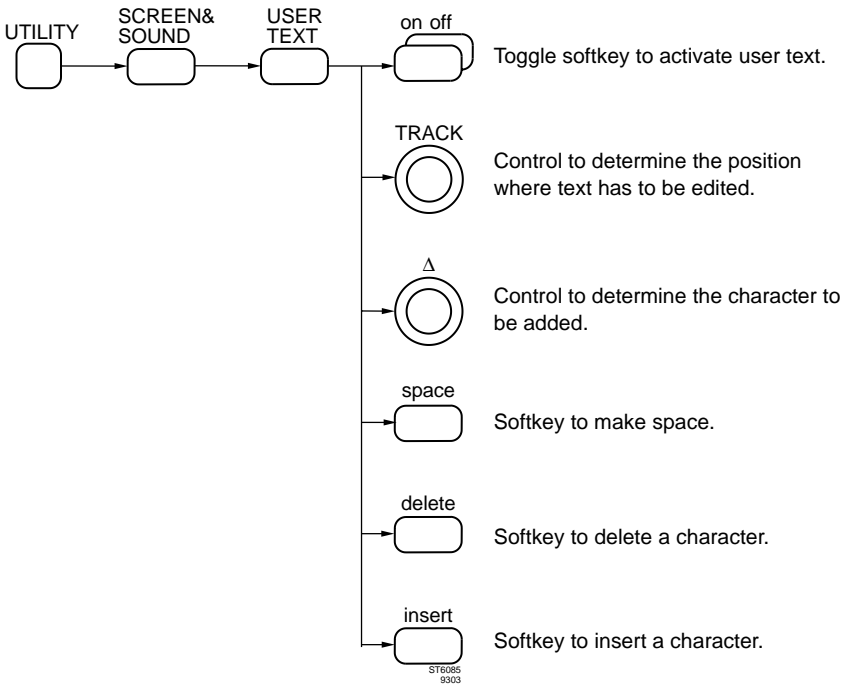 UTILITY
SCREEN&
SOUND
USER
TEXT
on off
Toggle softkey to activate user text.
TRACK
Control to determine the position
where text has to be edited.
Δ
Control to determine the character to
be added.
space
Softkey to make space.
delete
Softkey to delete a character.
insert
Softkey to insert a character.
ST6085
9303